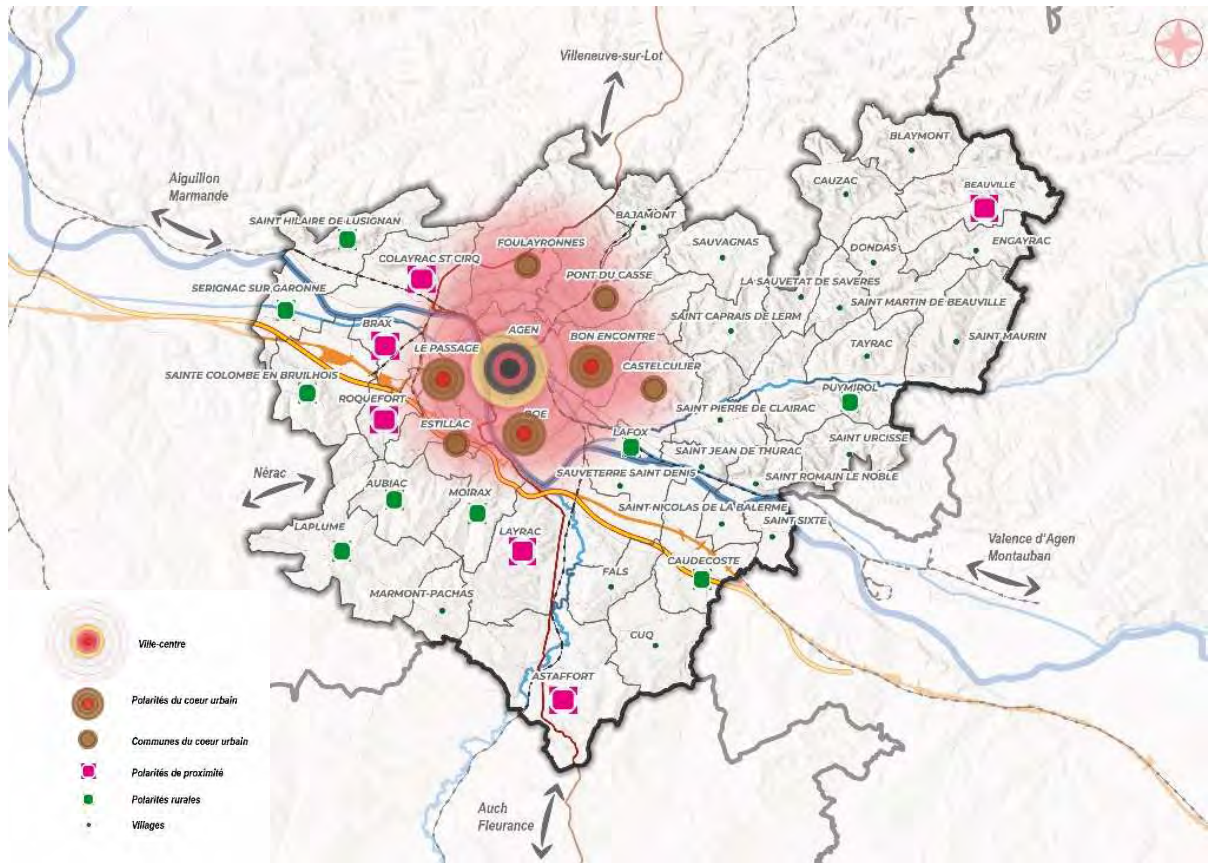 Villeneuve-sur-Lot
BLAYMONT
Aiguillon
Marmande
CAUZAC
BEAUVILLE
BAJAMONT
SAINT HILAIRE DE LUSIGNAN
FOULAYRONNES
SAUVAGNAS
DONDAS
ENGAYRAC
COLAYRAC ST CIRQ
PONT DU CASSE
LA SAUVETAT DE SAVERES
SERIGNAC SUR GARONNE
SAINT MARTIN DE BEAUVILLE
SAINT CAPRAIS DE LERM
BRAX
AGEN
BON ENCONTRE
SAINT MAURIN
LE PASSAGE
TAYRAC
CASTELCULIER
SAINTE COLOMBE EN BRUILHOIS
PUYMIROL
ROQUEFORT
SAINT PIERRE DE CLAIRAC
BOE
ESTILLAC
LAFOX
SAINT URCISSE
SAINT JEAN DE THURAC
Nérac
SAUVETERRE SAINT DENIS
SAINT ROMAIN LE NOBLE
AUBIAC
MOIRAX
SAINT NICOLAS DE LA BALERME
SAINT SIXTE
LAPLUME
LAYRAC
Valence d'Agen
Montauban
CAUDECOSTE
FALS
MARMONT-PACHAS
CUQ
ASTAFFORT
Auch
Fleurance
Ville-centre
Polarités du coeur urbain
Communes du coeur urbain
Polarités de proximité
Polarités rurales
Villages